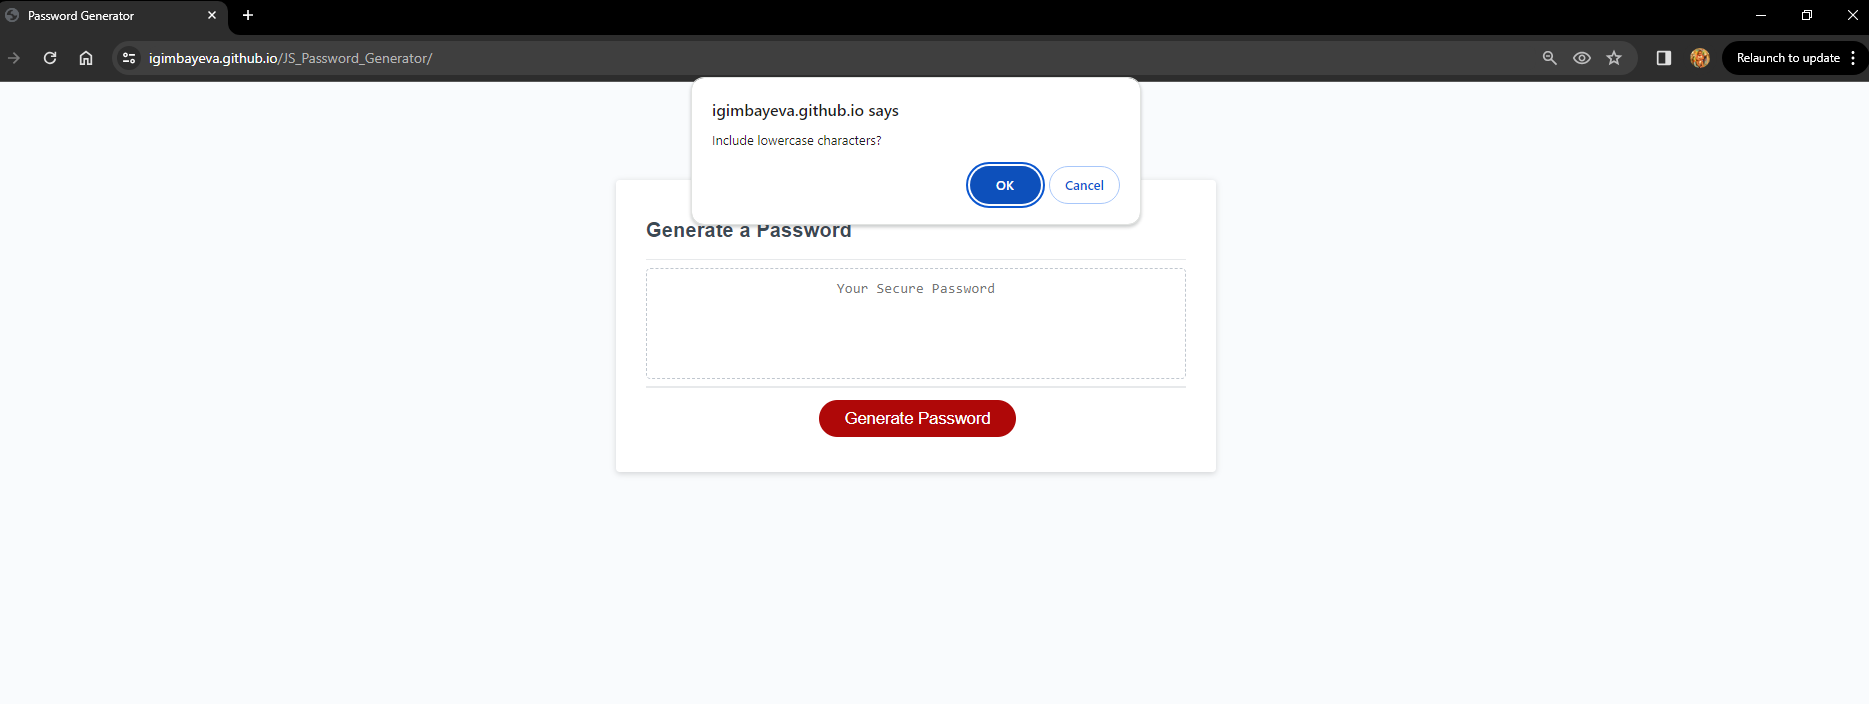 Password Generator
igimbayeva.github.io/JS_Password_Generator/
Relaunch to update
igimbayeva.github.io says
Include lowercase characters?
OK
Cancel
Generate a Password
Your Secure Password
Generate Password